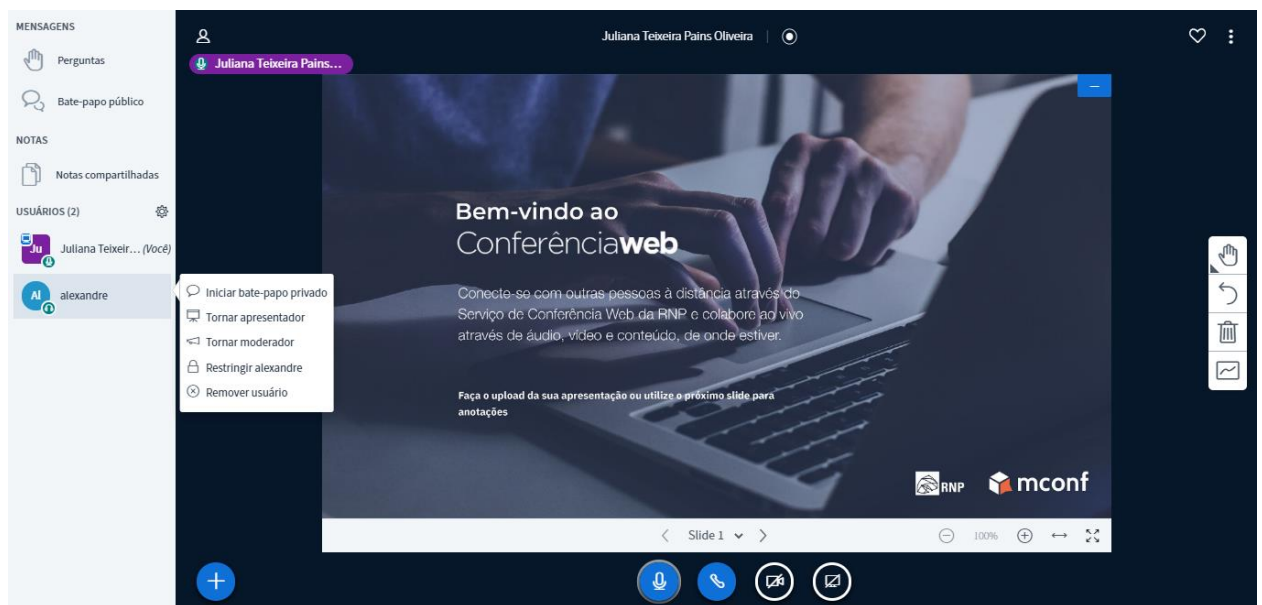 MENSAGENS
Perguntas
Bate-papo público
NOTAS
Notas compartilhadas
USUÁRIOS (2)
Ju
Juliana Teixeir... (Você)
Al
alexandre
Iniciar bate-papo privado
Tornar apresentador
Tornar moderador
Restringir alexandre
Remover usuário
Juliana Teixeira Pains Oliveira
Juliana Teixeira Pains...
Bem-vindo ao
Conferênciaweb
Conecte-se com outras pessoas à distância através do
Serviço de Conferência Web da RNP e colabore ao vivo
através de áudio, vídeo e conteúdo, de onde estiver.
Faça o upload da sua apresentação ou utilize o próximo slide para
anotações
RNP
mconf
Slide 1
100%